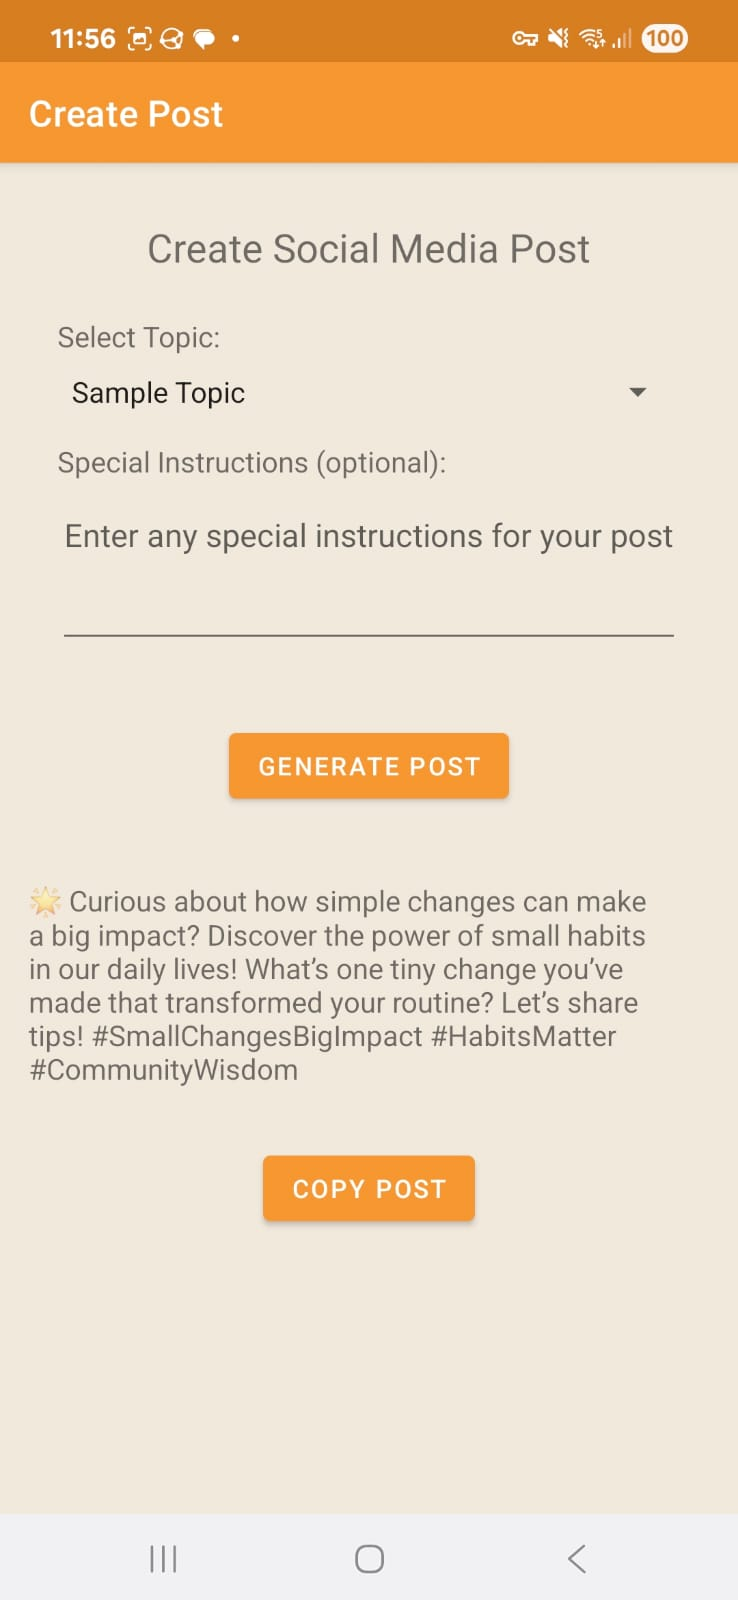 11:56
100
Create Post
Create Social Media Post
Select Topic:
Sample Topic
Special Instructions (optional):
Enter any special instructions for your post
GENERATE POST
🌟 Curious about how simple changes can make
a big impact? Discover the power of small habits
in our daily lives! What’s one tiny change you’ve
made that transformed your routine? Let’s share
tips! #SmallChangesBigImpact #HabitsMatter
#CommunityWisdom
COPY POST